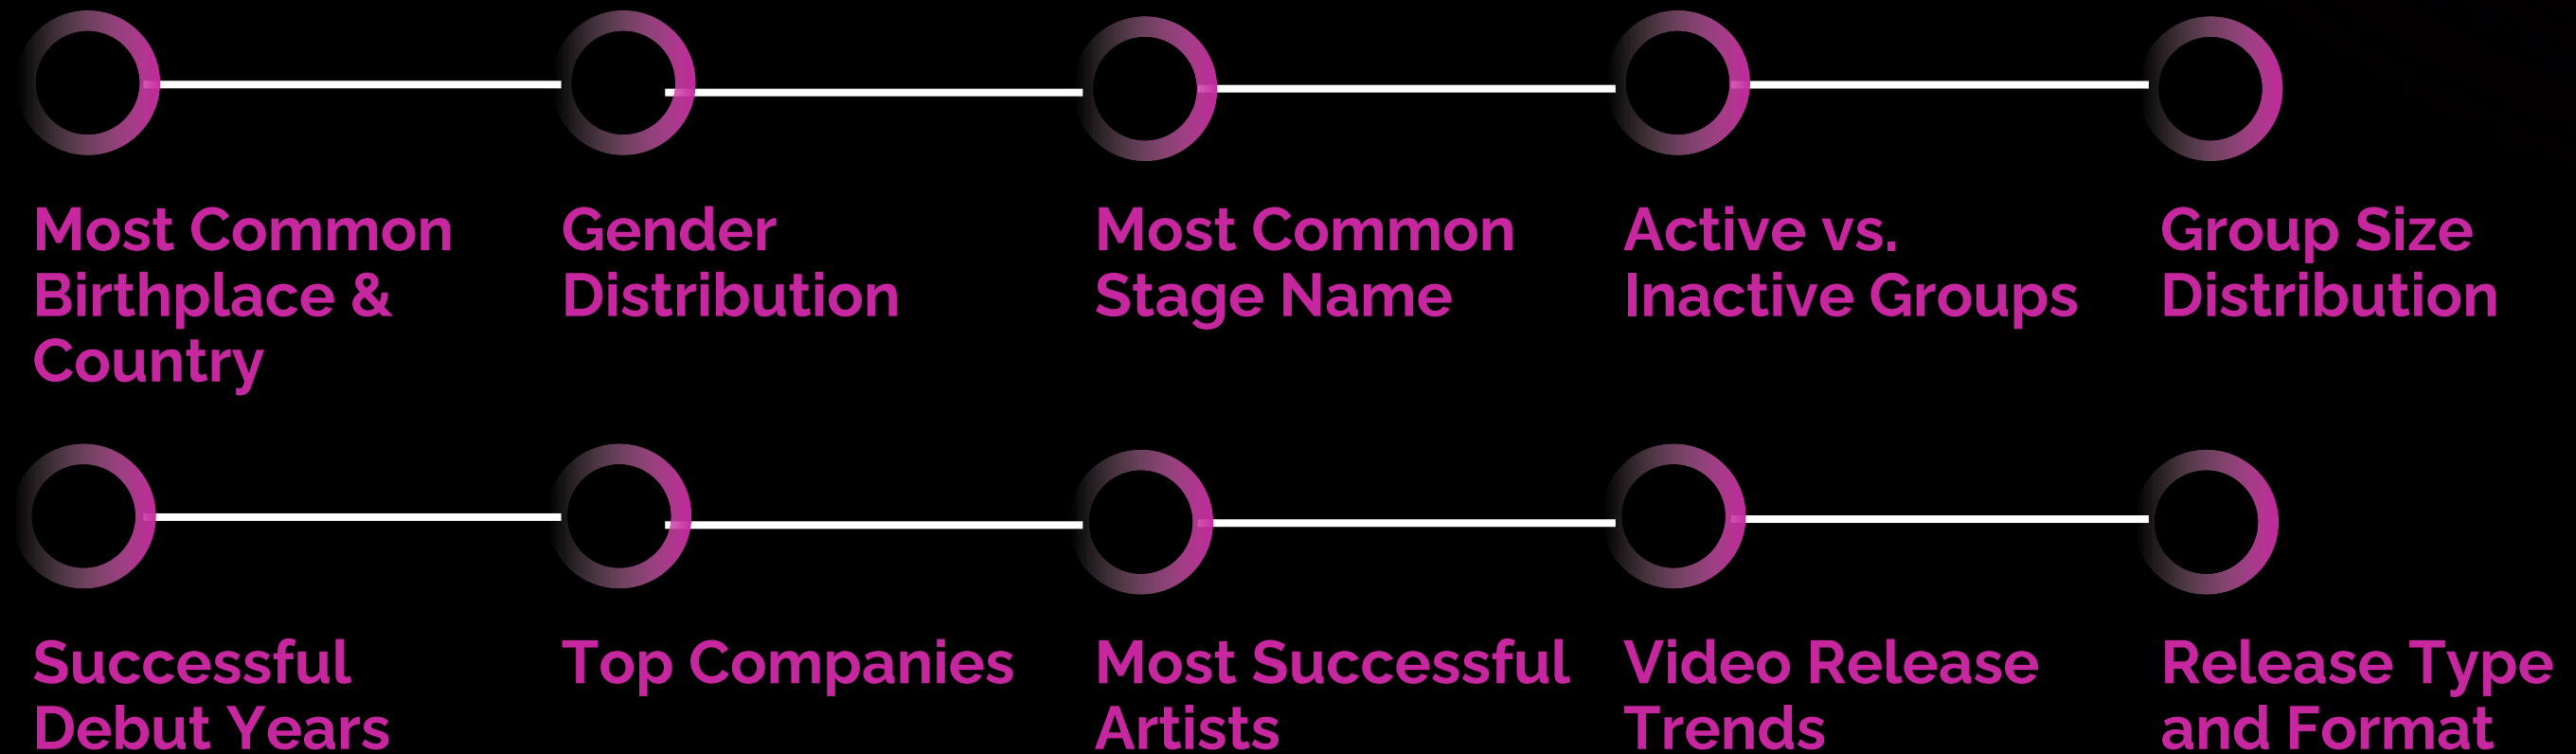 Most Common
Birthplace &
Country
Gender
Distribution
Most Common
Stage Name
Active vs.
Inactive Groups
Group Size
Distribution
Successful
Debut Years
Top Companies
Most Successful
Artists
Video Release
Trends
Release Type
and Format